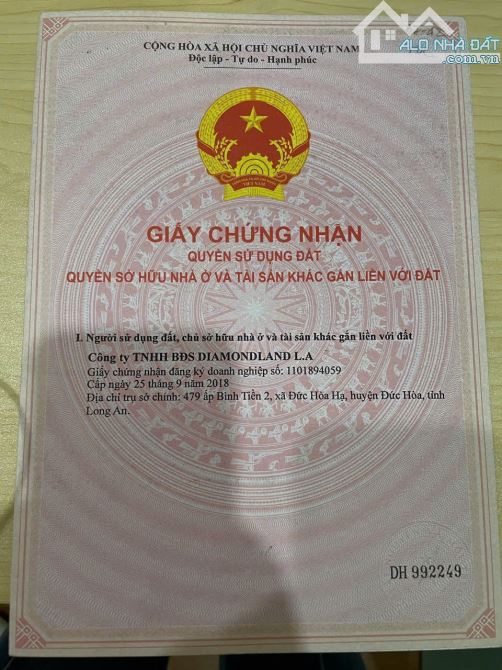 ALO NHÀ ĐẤT
.com.vn
CỘNG HÒA XÃ HỘI CHỦ NGHĨA VIỆT NAM
Độc lập - Tự do - Hạnh phúc
VIỆT NAM
GIẤY CHỨNG NHẬN
QUYỀN SỬ DỤNG ĐẤT
QUYỀN SỞ HỮU NHÀ Ở VÀ TÀI SẢN KHÁC GẮN LIỀN VỚI ĐẤT
I. Người sử dụng đất, chủ sở hữu nhà ở và tài sản khác gắn liền với đất
Công ty TNHH BĐS DIAMONDLAND L.A
Giấy chứng nhận đăng ký doanh nghiệp số: 1101894059
Cấp ngày 25 tháng 9 năm 2018
Địa chỉ trụ sở chính: 479 ấp Bình Tiền 2, xã Đức Hòa Hạ, huyện Đức Hòa, tỉnh
Long An.
DH 992249